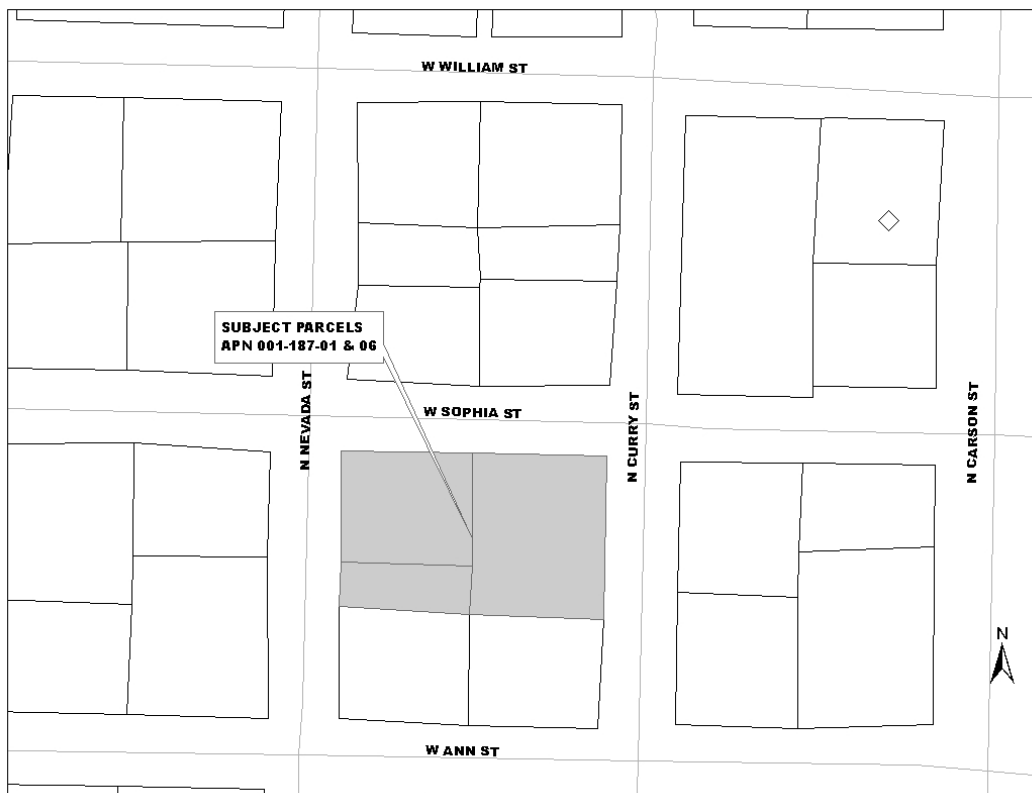 W WILLIAM ST
SUBJECT PARCELS
APN 001-187-01 & 06
N NEVADA ST
W SOPHIA ST
N CURRY ST
N CARSON ST
N
W ANN ST